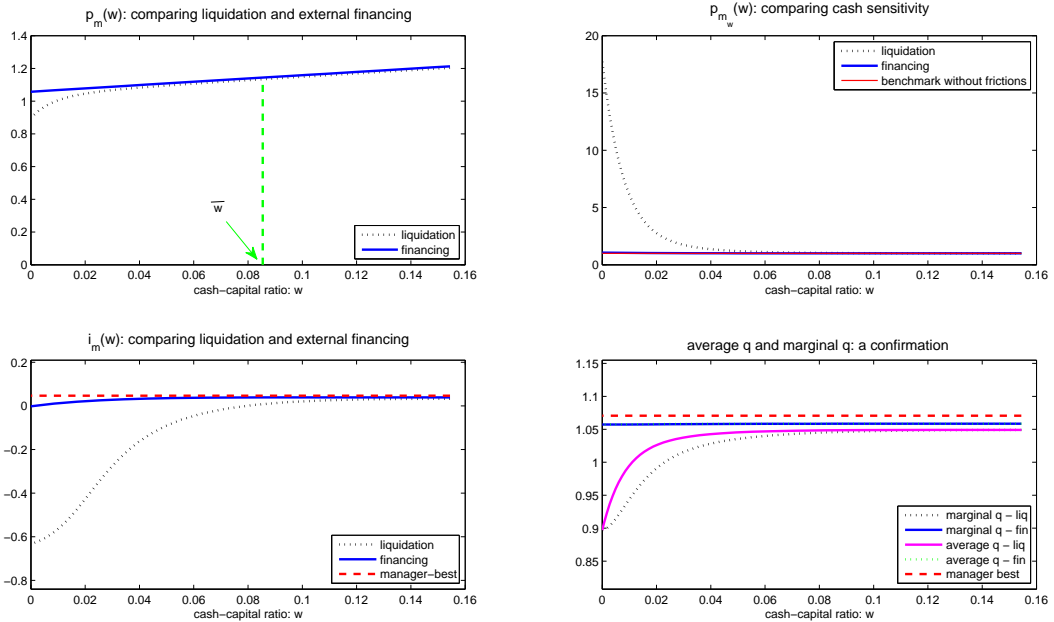 p_m(w): comparing liquidation and external financing
1.4
1.2
1
0.8
0.6
0.4
0.2
0
w
liquidation
financing
0 0.02 0.04 0.06 0.08 0.1 0.12 0.14 0.16
cash−capital ratio: w
p_{m_w}(w): comparing cash sensitivity
20
15
10
5
0
liquidation
financing
benchmark without frictions
0 0.02 0.04 0.06 0.08 0.1 0.12 0.14 0.16
cash−capital ratio: w
i_m(w): comparing liquidation and external financing
0.2
0
−0.2
−0.4
−0.6
−0.8
liquidation
financing
manager−best
0 0.02 0.04 0.06 0.08 0.1 0.12 0.14 0.16
cash−capital ratio: w
average q and marginal q: a confirmation
1.15
1.1
1.05
1
0.95
0.9
0.85
marginal q − liq
marginal q − fin
average q − liq
average q − fin
manager best
0 0.02 0.04 0.06 0.08 0.1 0.12 0.14 0.16
cash−capital ratio: w